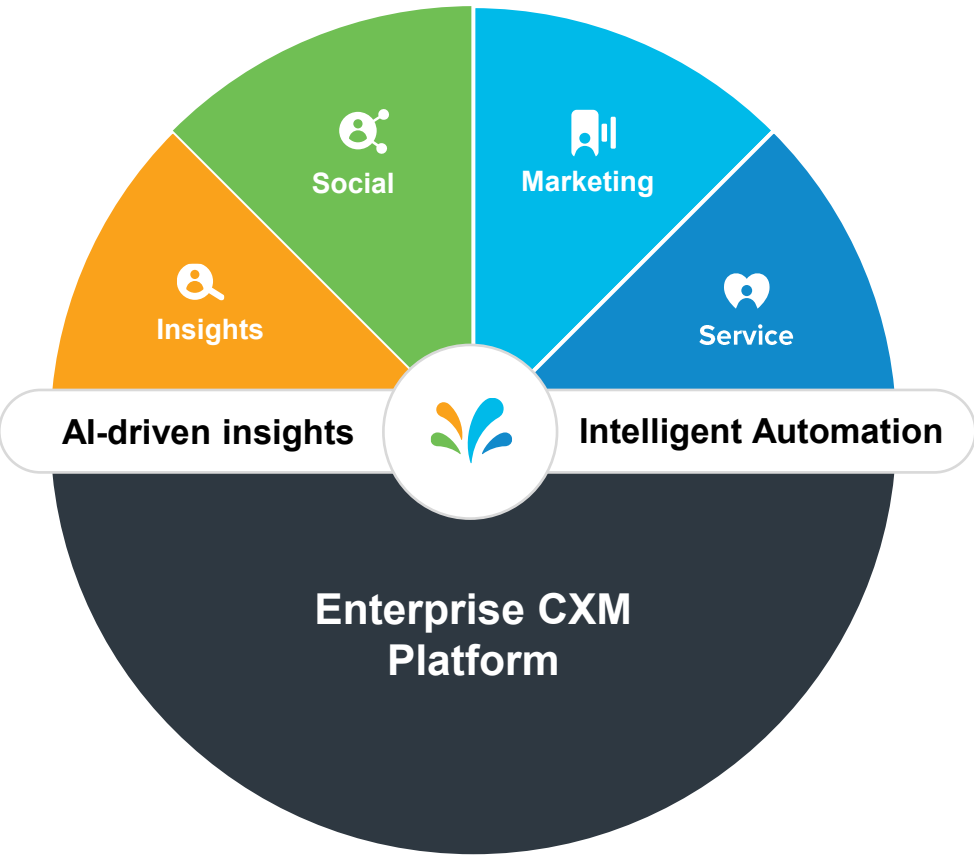 Social
Marketing
Insights
Service
AI-driven insights
Intelligent Automation
Enterprise CXM
Platform